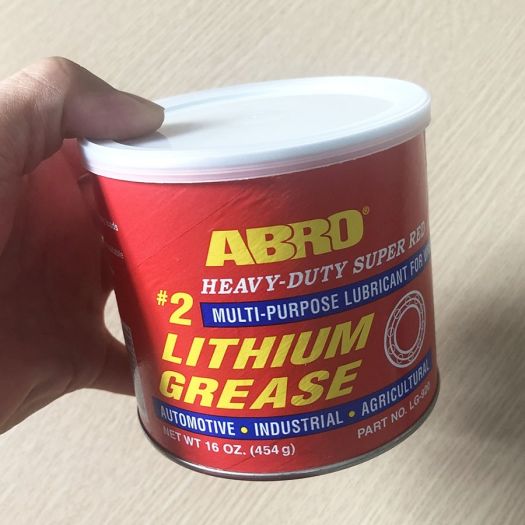 ABRO®
HEAVY-DUTY SUPER RED
#2
MULTI-PURPOSE LUBRICANT FOR
LITHIUM
GREASE
AUTOMOTIVE • INDUSTRIAL • AGRICULTURAL
NET WT 16 OZ. (454 g)
PART NO. LG-920